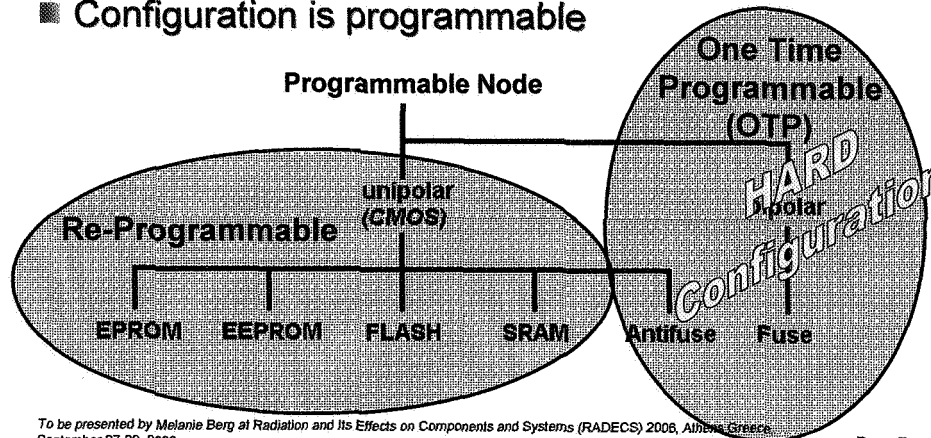 Configuration is programmable
One Time
Programmable
(OTP)
Programmable Node
HARD
Configuration
unipolar
(CMOS)
Re-Programmable
EPROM EEPROM FLASH SRAM Antifuse Fuse
To be presented by Melanie Berg at Radiation and Its Effects on Components and Systems (RADECS) 2006, Athens Greece